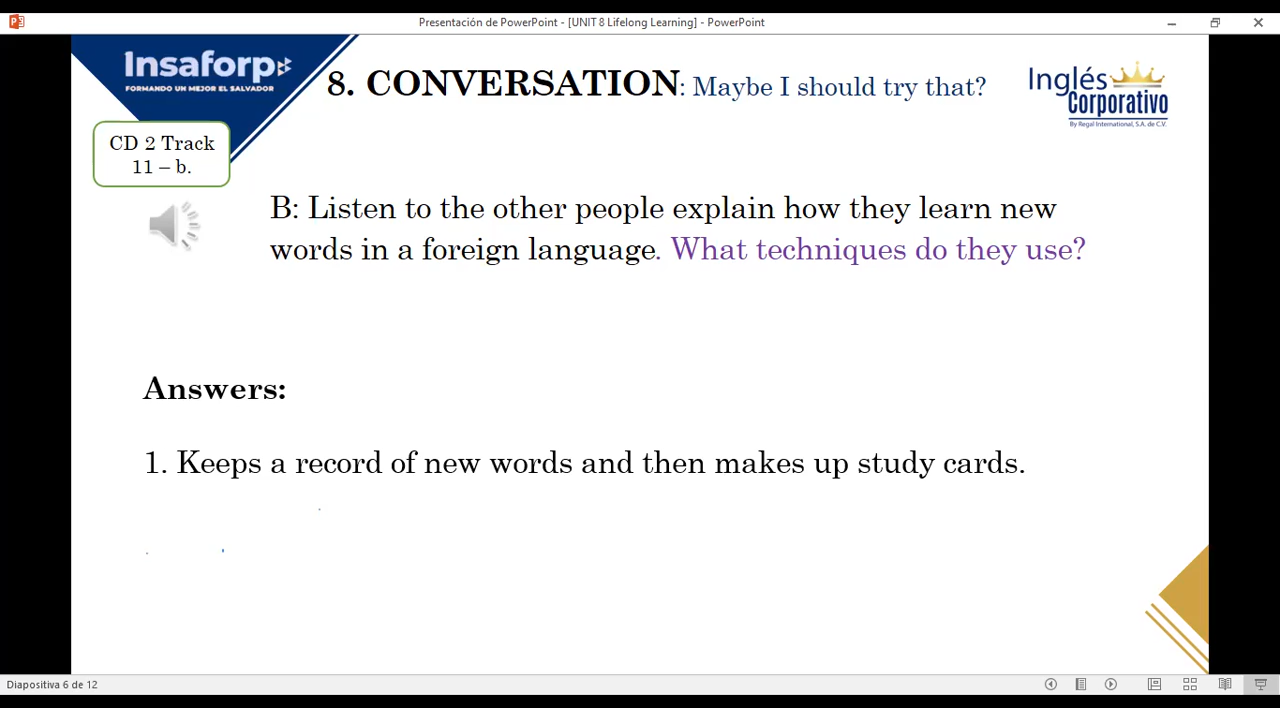 Presentación de PowerPoint - [UNIT 8 Lifelong Learning] - PowerPoint
Insaforp
FORMANDO UN MEJOR EL SALVADOR
8. CONVERSATION: Maybe I should try that?
Inglés
Corporativo
By Regal International, S.A. de C.V.
CD 2 Track
11 – b.
B: Listen to the other people explain how they learn new
words in a foreign language. What techniques do they use?
Answers:
1. Keeps a record of new words and then makes up study cards.
Diapositiva 6 de 12